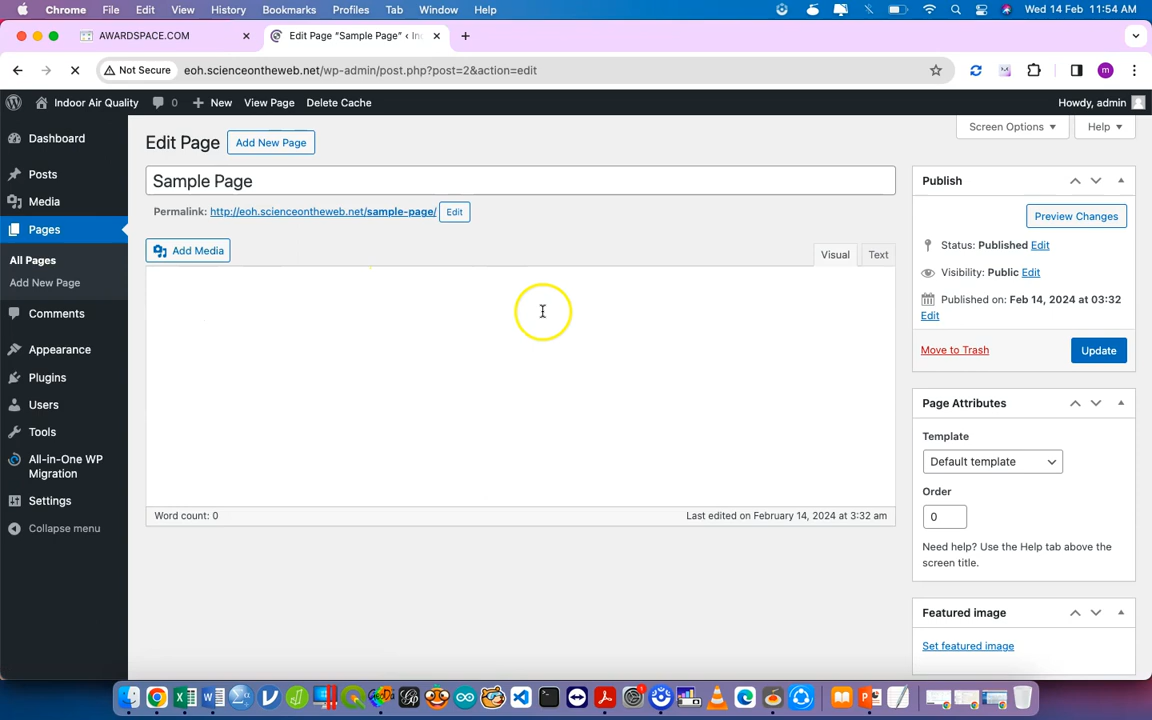 Chrome File Edit View History Bookmarks Profiles Tab Window Help Wed 14 Feb 11:54 AM
AWARDSPACE.COM Edit Page “Sample Page” ‹ In
Not Secure eoh.scienceontheweb.net/wp-admin/post.php?post=2&action=edit m
Indoor Air Quality 0 New View Page Delete Cache Howdy, admin
Screen Options Help
Dashboard
Posts
Media
Pages
All Pages
Add New Page
Comments
Appearance
Plugins
Users
Tools
All-in-One WP
Migration
Settings
Collapse menu
Edit Page Add New Page
Sample Page
Permalink: http://eoh.scienceontheweb.net/sample-page/ Edit
Add Media Visual Text
Word count: 0 Last edited on February 14, 2024 at 3:32 am
Publish
Preview Changes
Status: Published Edit
Visibility: Public Edit
Published on: Feb 14, 2024 at 03:32
Edit
Move to Trash Update
Page Attributes
Template
Default template
Order
0
Need help? Use the Help tab above the
screen title.
Featured image
Set featured image